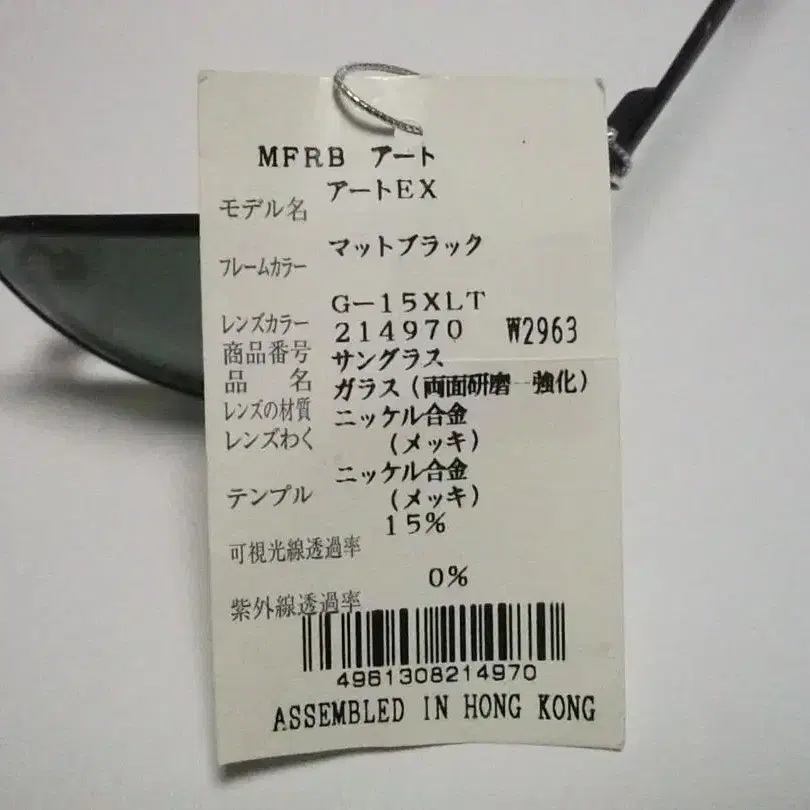 MFRB アート
モデル名 アートEX
フレームカラー マットブラック
レンズカラー G-15XLT
商品番号 214970 W2963
品 名 サングラス
レンズの材質 ガラス(両面研磨 強化)
レンズわく ニッケル合金
(メッキ)
テンプル ニッケル合金
(メッキ)
可視光線透過率 15%
紫外線透過率 0%
4961308214970
ASSEMBLED IN HONG KONG